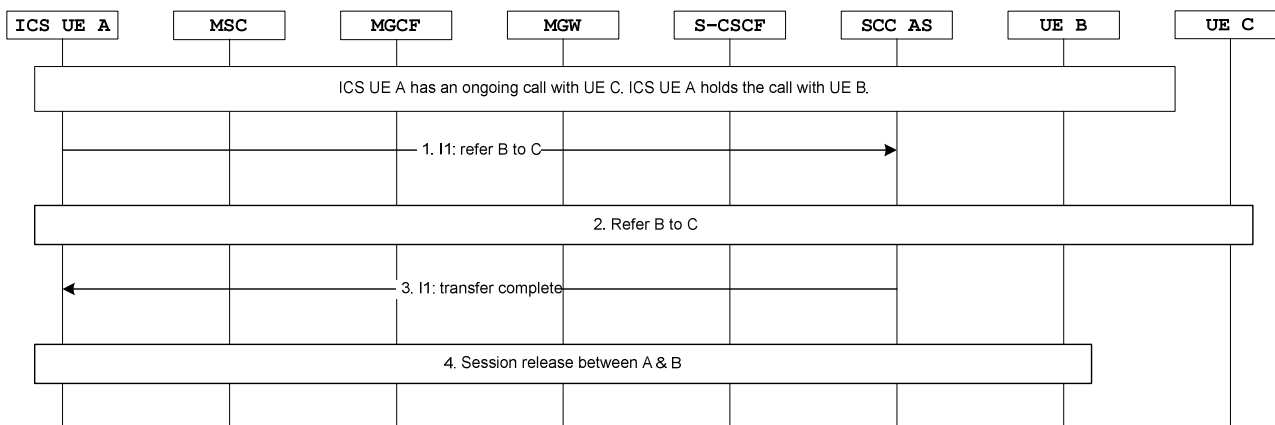 ICS UE A
MSC
MGCF
MGW
S-CSCF
SCC AS
UE B
UE C
ICS UE A has an ongoing call with UE C. ICS UE A holds the call with UE B.
1. I1: refer B to C
2. Refer B to C
3. I1: transfer complete
4. Session release between A & B